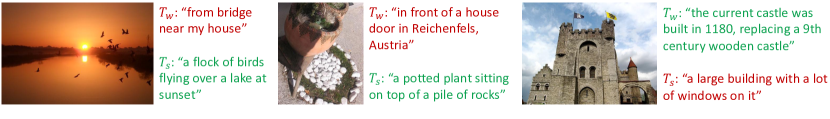 T_w: “from bridge
near my house”
T_s: “a flock of birds
flying over a lake at
sunset”
T_w: “in front of a house
door in Reichenfels,
Austria”
T_s: “a potted plant sitting
on top of a pile of rocks”
T_w: “the current castle was
built in 1180, replacing a 9th
century wooden castle”
T_s: “a large building with a lot
of windows on it”